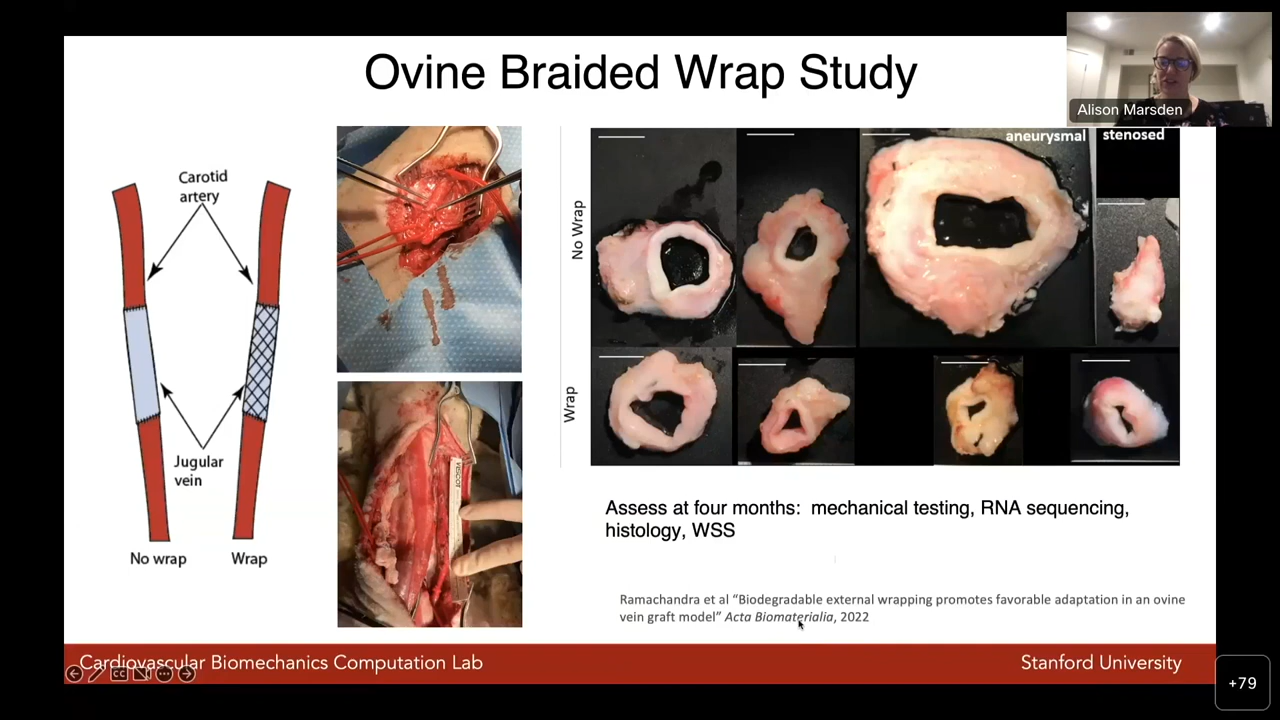 Ovine Braided Wrap Study
Alison Marsden
Carotid
artery
Jugular
vein
No wrap
Wrap
No Wrap
Wrap
aneurysmal
stenosed
Assess at four months: mechanical testing, RNA sequencing,
histology, WSS
Ramachandra et al “Biodegradable external wrapping promotes favorable adaptation in an ovine
vein graft model” Acta Biomaterialia, 2022
Cardiovascular Biomechanics Computation Lab
Stanford University
CC
+79